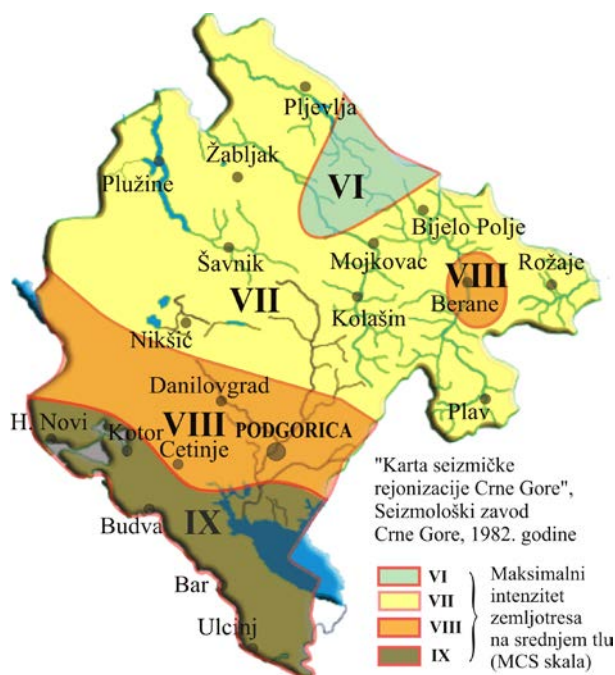 Pljevlja
Žabljak
Plužine
VI
Bijelo Polje
Šavnik
Mojkovac
VIII
Rožaje
VII
Berane
Kolašin
Nikšić
Danilovgrad
Plav
H. Novi
VIII
PODGORICA
Kotor
Cetinje
IX
Budva
Bar
Ulcinj
"Karta seizmičke
rejonizacije Crne Gore",
Seizmološki zavod
Crne Gore, 1982. godine
VI
VII
VIII
IX
Maksimalni
intenzitet
zemljotresa
na srednjem tlu
(MCS skala)